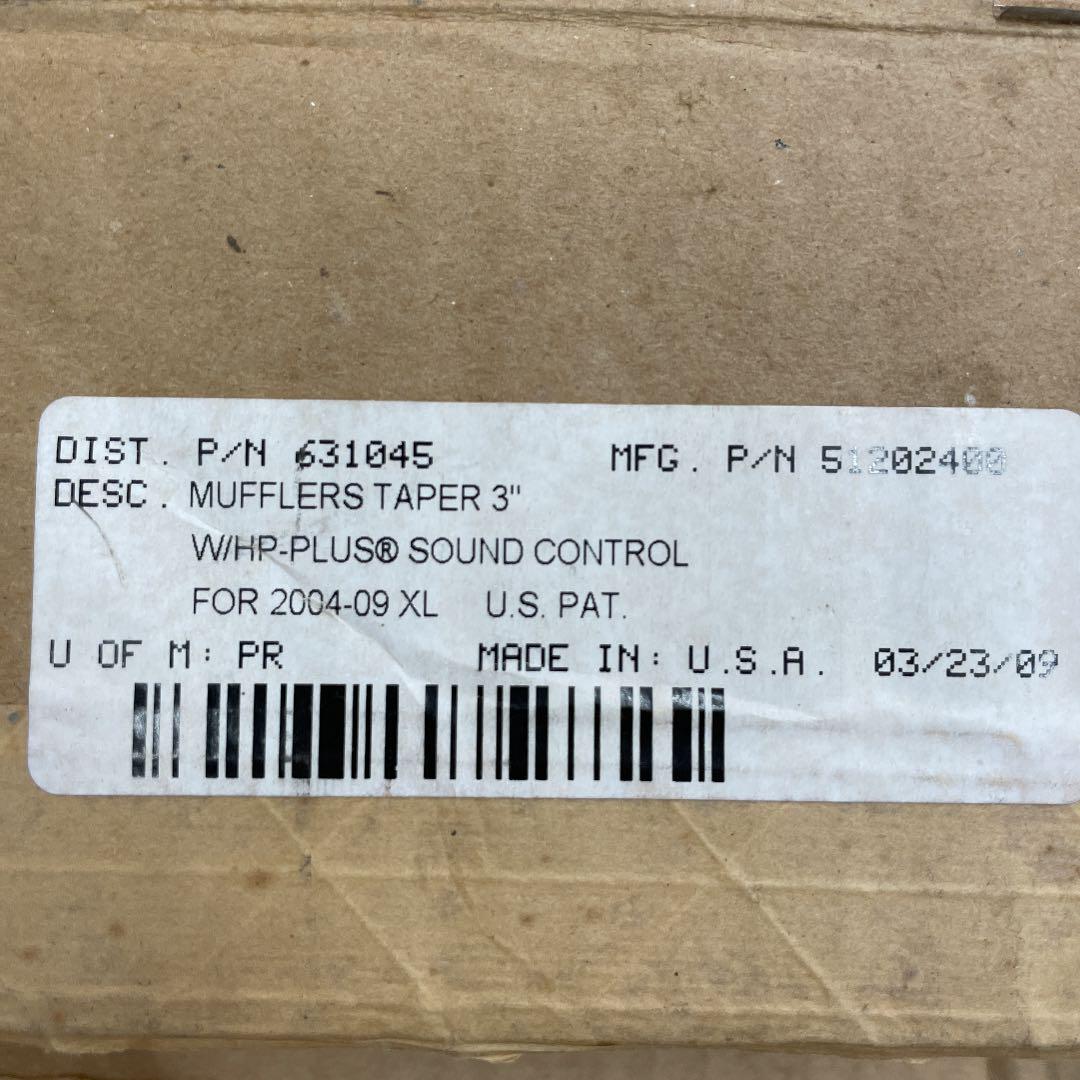 DIST. P/N 631045 MFG. P/N 51202400
DESC. MUFFLERS TAPER 3"
W/HP-PLUS® SOUND CONTROL
FOR 2004-09 XL U.S. PAT.
U OF M: PR MADE IN: U.S.A. 03/23/09